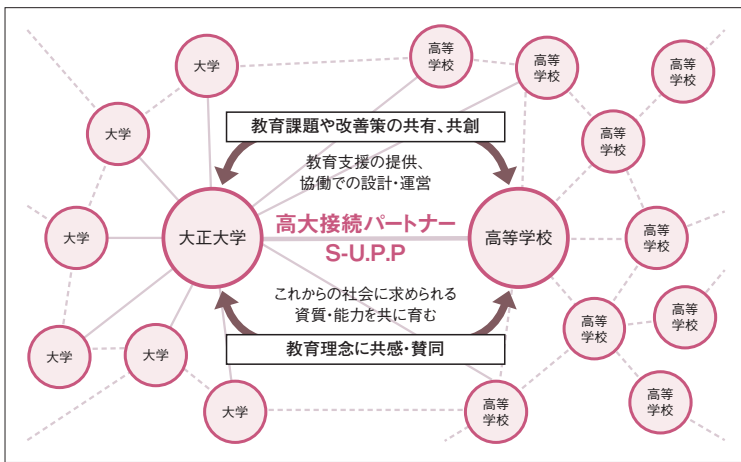 大学
高等
学校
高等
学校
高等
学校
大学
高等
学校
教育課題や改善策の共有、共創
教育支援の提供、
協働での設計・運営
大学
大正大学
高大接続パートナー
S-U.P.P
高等学校
高等
学校
これからの社会に求められる
資質・能力を共に育む
教育理念に共感・賛同
高等
学校
高等
学校
大学
大学
大学
高等
学校
高等
学校